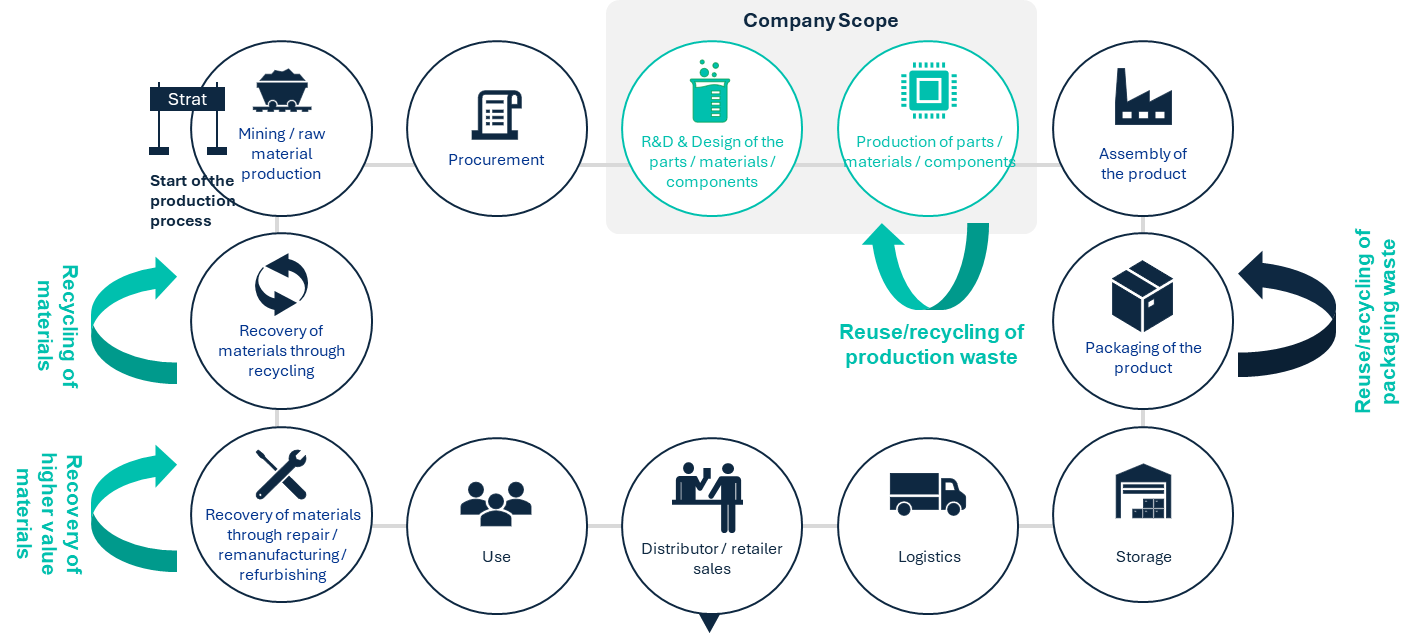 Company Scope
Strat
Start of the
production
process
Mining / raw
material
production
Procurement
R&D & Design of the
parts / materials /
components
Production of parts /
materials / components
Assembly of
the product
Recycling of
materials
Recovery of
materials through
recycling
Reuse/recycling of
production waste
Packaging of the
product
Reuse/recycling of
packaging waste
Recovery of
higher value
materials
Recovery of materials
through repair /
remanufacturing /
refurbishing
Use
Distributor / retailer
sales
Logistics
Storage